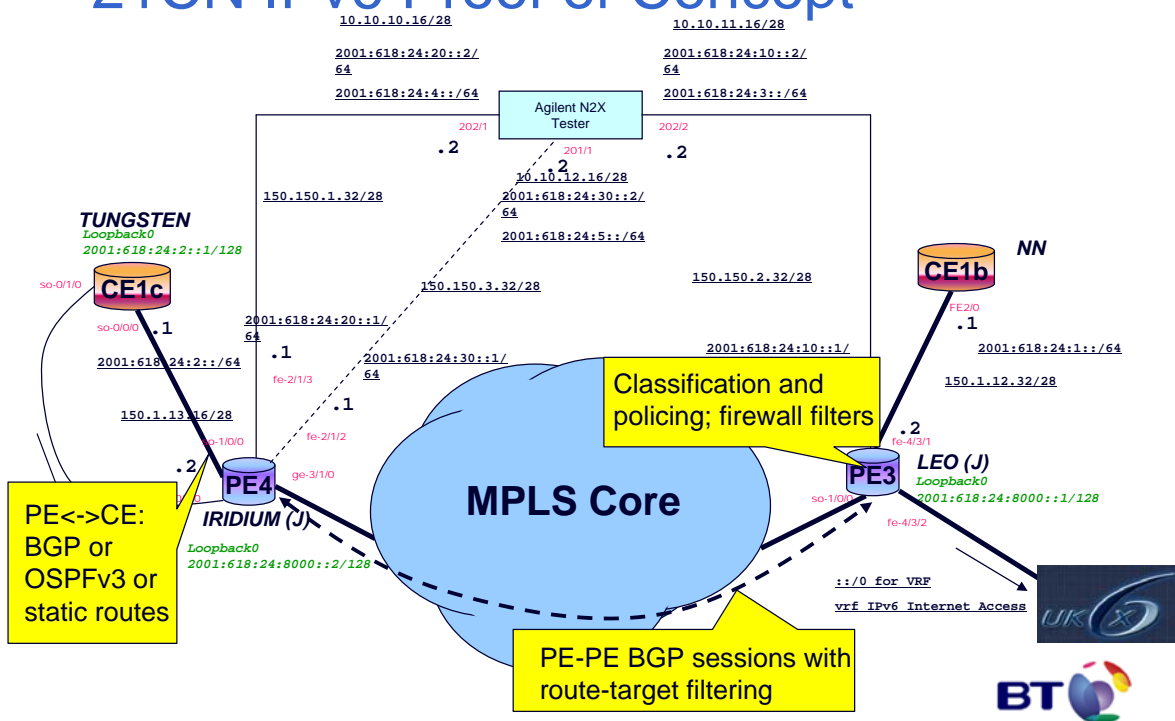 21CN IPv6 Proof of Concept
10.10.10.16/28
2001:618:24:20::2/
64
2001:618:24:4::/64
10.10.11.16/28
2001:618:24:10::2/
64
2001:618:24:3::/64
Agilent N2X
Tester
202/1
.2
201/1
.2
202/2
.2
10.10.12.16/28
2001:618:24:30::2/
64
2001:618:24:5::/64
150.150.1.32/28
150.150.3.32/28
150.150.2.32/28
TUNGSTEN
Loopback0
2001:618:24:2::1/128
so-0/1/0
CE1c
so-0/0/0
.1
2001:618:24:2::/64
150.1.13.16/28
so-1/0/0
.2
2001:618:24:20::1/
64
.1
fe-2/1/3
2001:618:24:30::1/
64
.1
fe-2/1/2
ge-3/1/0
PE4
IRIDIUM (J)
Loopback0
2001:618:24:8000::2/128
NN
CE1b
FE2/0
.1
2001:618:24:1::/64
150.1.12.32/28
2001:618:24:10::1/
.2
fe-4/3/1
PE3
LEO (J)
Loopback0
2001:618:24:8000::1/128
so-1/0/0
fe-4/3/2
MPLS Core
Classification and
policing; firewall filters
PE<->CE:
BGP or
OSPFv3 or
static routes
PE-PE BGP sessions with
route-target filtering
::/0 for VRF
vrf IPv6 Internet Access
UK6X
BT